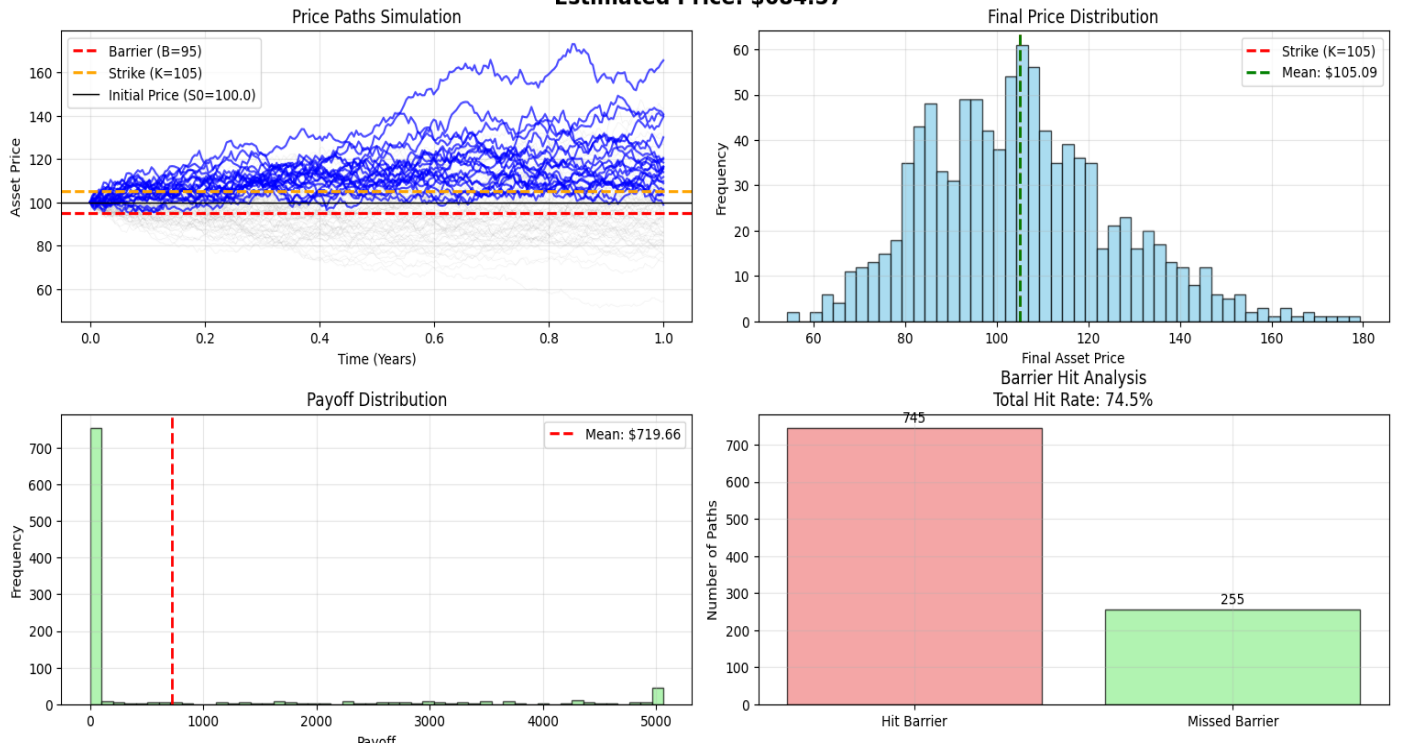 Price Paths Simulation
Barrier (B=95)
Strike (K=105)
Initial Price (S0=100.0)
Asset Price
160
140
120
100
80
60
0.0 0.2 0.4 0.6 0.8 1.0
Time (Years)
Final Price Distribution
Strike (K=105)
Mean: $105.09
Frequency
60
50
40
30
20
10
0
60 80 100 120 140 160 180
Final Asset Price
Payoff Distribution
Mean: $719.66
Frequency
700
600
500
400
300
200
100
0
0 1000 2000 3000 4000 5000
Payoff
Barrier Hit Analysis
Total Hit Rate: 74.5%
745
255
Number of Paths
700
600
500
400
300
200
100
0
Hit Barrier Missed Barrier